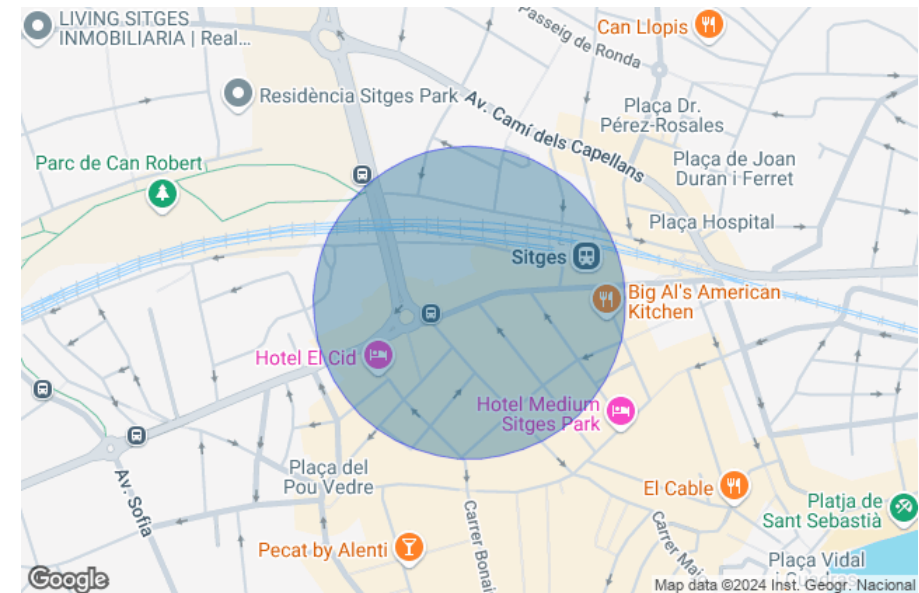 LIVING SITGES
INMOBILIARIA | Real...
Passeig de Ronda
Can Llopis
Residència Sitges Park
Av. Camí dels Capellans
Plaça Dr.
Pérez-Rosales
Parc de Can Robert
Plaça de Joan
Duran i Ferret
Plaça Hospital
Sitges
Big Al's American
Kitchen
Hotel El Cid
Hotel Medium
Sitges Park
Plaça del
Pou Vedre
Av. Sofia
El Cable
Platja de
Sant Sebastià
Carrer Bonai
Carrer Majo
Pecat by Alenti
Plaça Vidal
i Quadras
Google
Map data ©2024 Inst. Geogr. Nacional